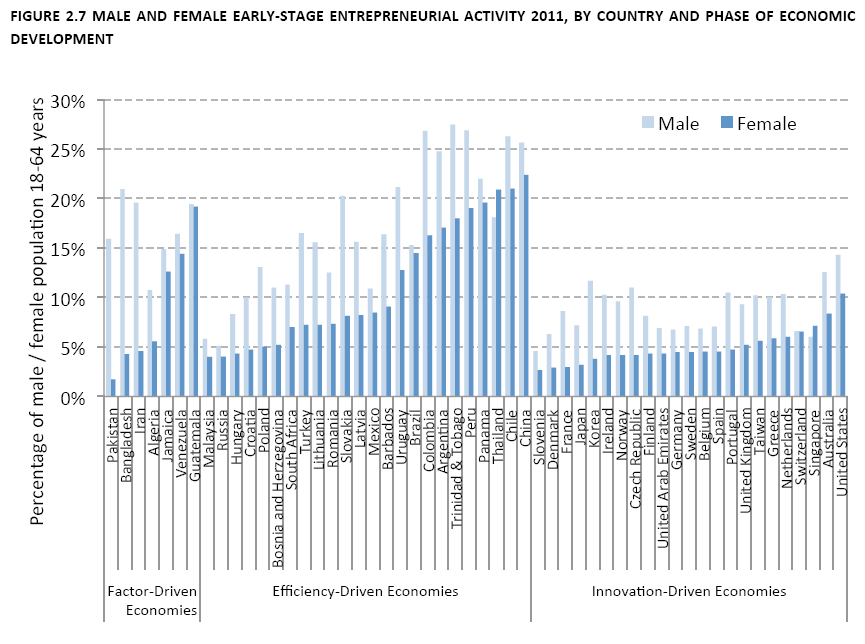 FIGURE 2.7 MALE AND FEMALE EARLY-STAGE ENTREPRENEURIAL ACTIVITY 2011, BY COUNTRY AND PHASE OF ECONOMIC
DEVELOPMENT
Percentage of male / female population 18-64 years
30%
25%
20%
15%
10%
5%
0%
Male
Female
Pakistan
Bangladesh
Iran
Algeria
Jamaica
Venezuela
Guatemala
Malaysia
Russia
Hungary
Croatia
Poland
Bosnia and Herzegovina
South Africa
Turkey
Lithuania
Romania
Slovakia
Latvia
Mexico
Barbados
Uruguay
Brazil
Colombia
Argentina
Trinidad & Tobago
Peru
Panama
Thailand
Chile
China
Slovenia
Denmark
France
Japan
Korea
Ireland
Norway
Czech Republic
Finland
United Arab Emirates
Germany
Sweden
Belgium
Spain
Portugal
United Kingdom
Taiwan
Greece
Netherlands
Switzerland
Singapore
Australia
United States
Factor-Driven
Economies
Efficiency-Driven Economies
Innovation-Driven Economies